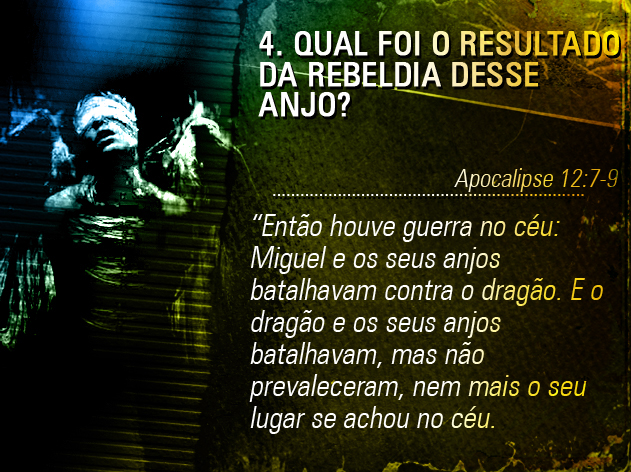 4. QUAL FOI O RESULTADO
DA REBELDIA DESSE
ANJO?
Apocalipse 12:7-9
“Então houve guerra no céu:
Miguel e os seus anjos
batalhavam contra o dragão. E o
dragão e os seus anjos
batalhavam, mas não
prevaleceram, nem mais o seu
lugar se achou no céu.